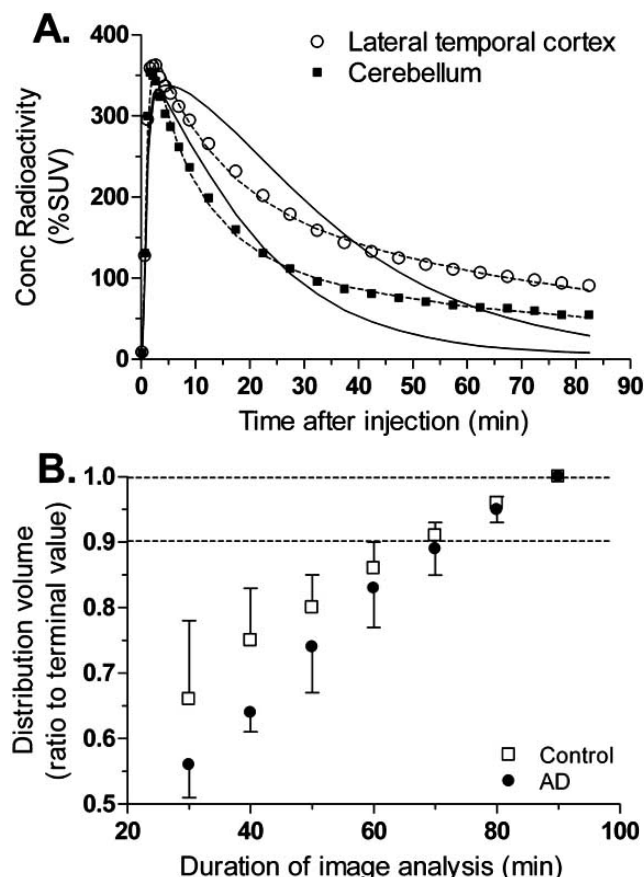 A.
Lateral temporal cortex
Cerebellum
Conc Radioactivity
(%SUV)
400
300
200
100
0
0 10 20 30 40 50 60 70 80 90
Time after injection (min)
B.
Distribution volume
(ratio to terminal value)
1.0
0.9
0.8
0.7
0.6
0.5
Control
AD
20 40 60 80 100
Duration of image analysis (min)